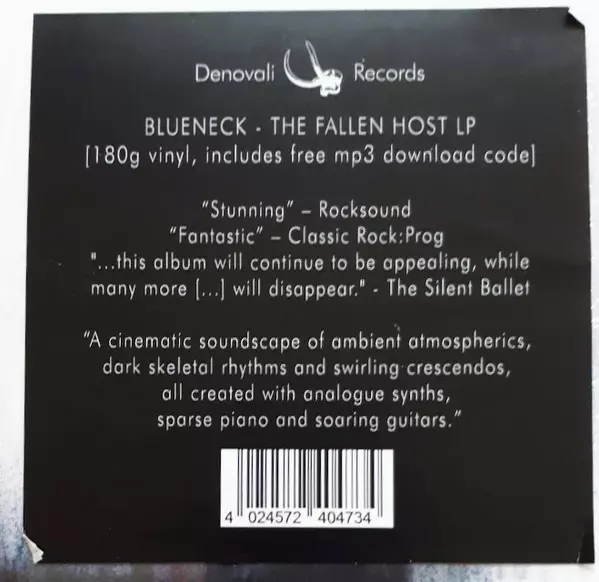 Denovali Records
BLUENECK - THE FALLEN HOST LP
[180g vinyl, includes free mp3 download code]
“Stunning” – Rocksound
“Fantastic” – Classic Rock:Prog
"...this album will continue to be appealing, while
many more [...] will disappear." - The Silent Ballet
“A cinematic soundscape of ambient atmospherics,
dark skeletal rhythms and swirling crescendos,
all created with analogue synths,
sparse piano and soaring guitars.”
4 024572 404734